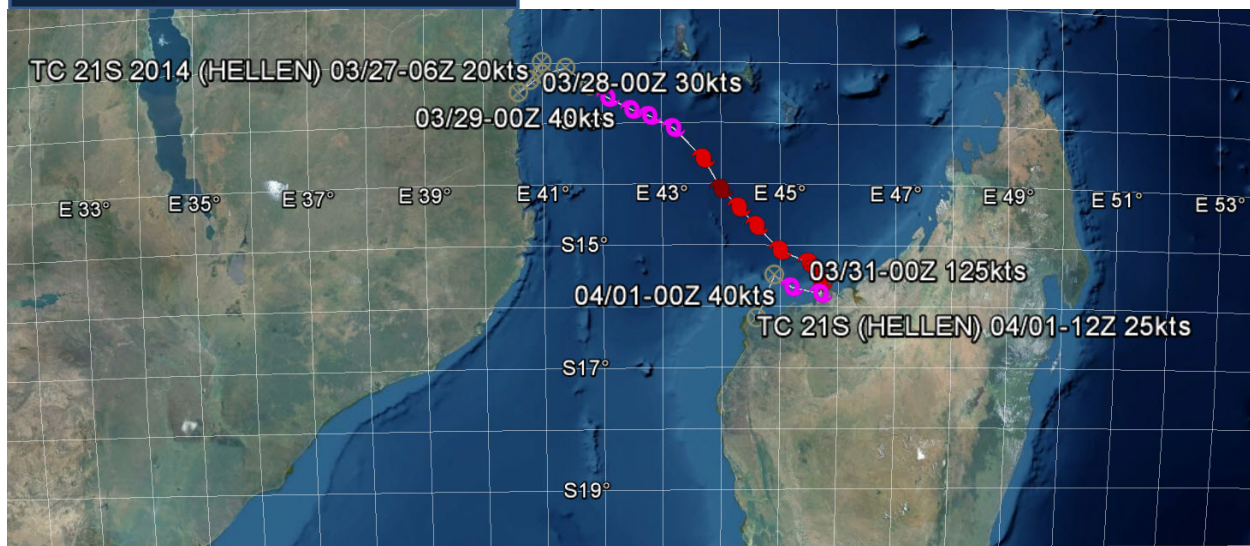 TC 21S 2014 (HELLEN) 03/27-06Z 20kts
03/28-00Z 30kts
03/29-00Z 40kts
E 33°
E 35°
E 37°
E 39°
E 41°
E 43°
E 45°
E 47°
E 49°
E 51°
E 53°
S15°
03/31-00Z 125kts
04/01-00Z 40kts
TC 21S (HELLEN) 04/01-12Z 25kts
S17°
S19°